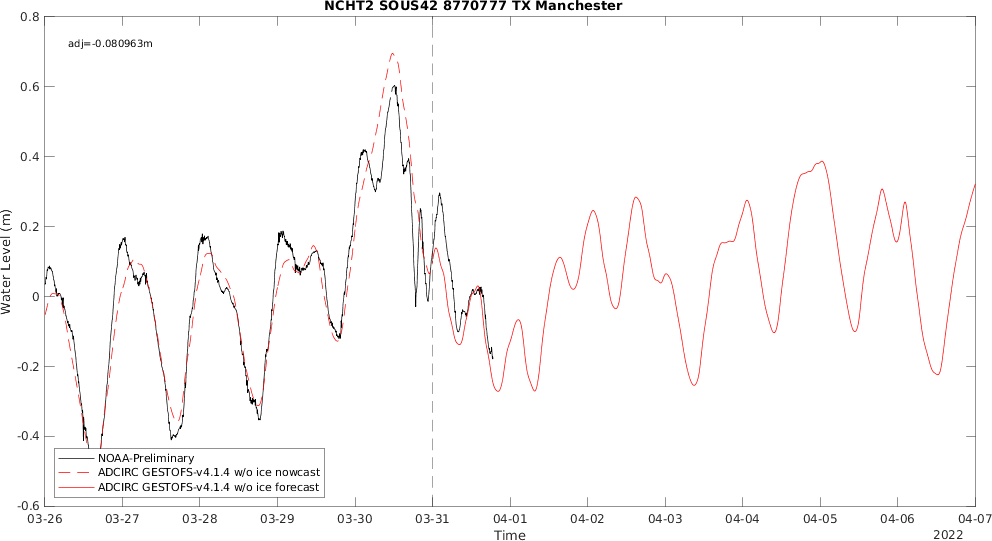 NCHT2 SOUS42 8770777 TX Manchester
adj=-0.080963m
0.8
0.6
0.4
0.2
0
-0.2
-0.4
-0.6
Water Level (m)
NOAA-Preliminary
ADCIRC GESTOFS-v4.1.4 w/o ice nowcast
ADCIRC GESTOFS-v4.1.4 w/o ice forecast
03-26 03-27 03-28 03-29 03-30 03-31 04-01 04-02 04-03 04-04 04-05 04-06 04-07
Time
2022